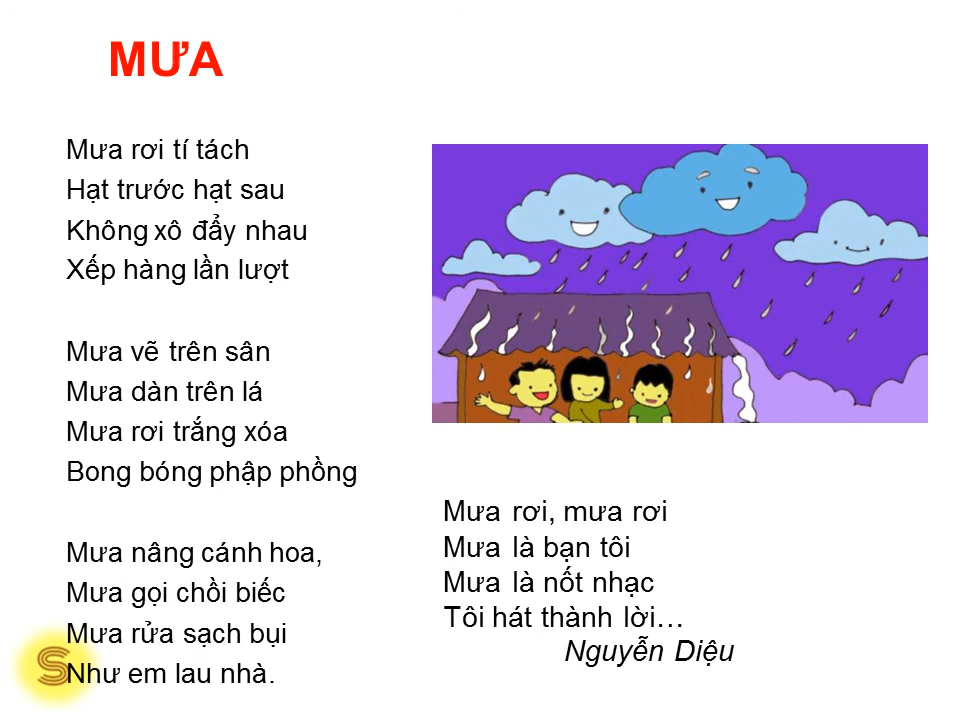 MƯA
Mưa rơi tí tách
Hạt trước hạt sau
Không xô đẩy nhau
Xếp hàng lần lượt
Mưa vẽ trên sân
Mưa dàn trên lá
Mưa rơi trắng xóa
Bong bóng phập phồng
Mưa nâng cánh hoa,
Mưa gọi chồi biếc
Mưa rửa sạch bụi
Như em lau nhà.
Mưa rơi, mưa rơi
Mưa là bạn tôi
Mưa là nốt nhạc
Tôi hát thành lời…
Nguyễn Diệu
S